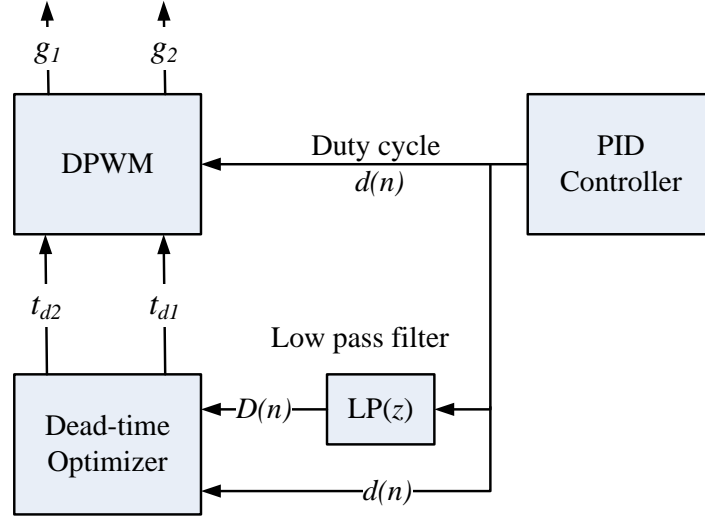 g1
g2
DPWM
Duty cycle
d(n)
PID
Controller
td2
td1
Low pass filter
Dead-time
Optimizer
D(n)
LP(z)
d(n)